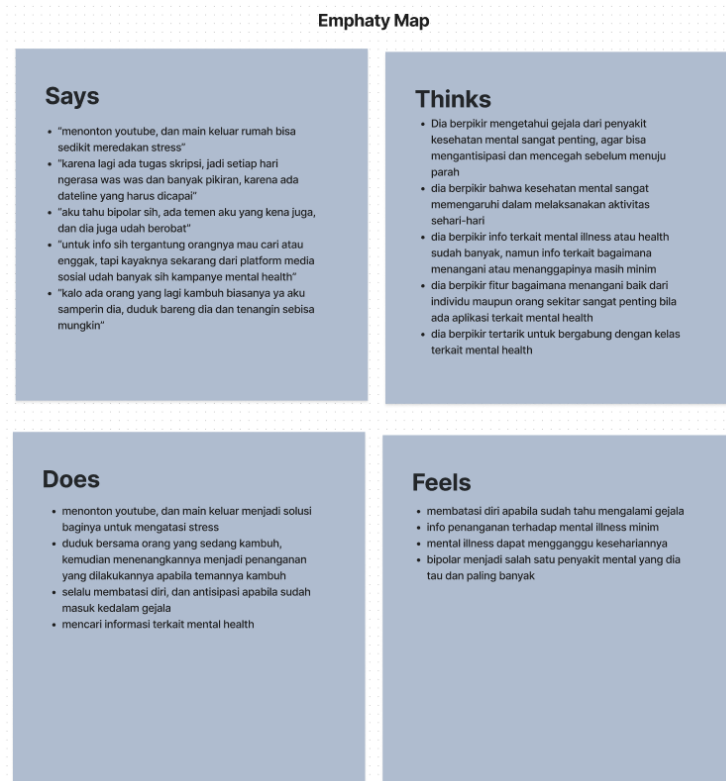 Emphaty Map
Says
• "menonton youtube, dan main keluar rumah bisa
sedikit meredakan stress"
• "karena lagi ada tugas skripsi, jadi setiap hari
ngerasa was was dan banyak pikiran, karena ada
dateline yang harus dicapai"
• "aku tahu bipolar sih, ada temen aku yang kena juga,
dan dia juga udah berobat"
• "untuk info sih tergantung orangnya mau cari atau
enggak, tapi kayaknya sekarang dari platform media
sosial udah banyak sih kampanye mental health"
• "kalo ada orang yang lagi kambuh biasanya ya aku
samperin dia, duduk bareng dia dan tenangin sebisa
mungkin"
Thinks
• Dia berpikir mengetahui gejala dari penyakit
kesehatan mental sangat penting, agar bisa
mengantisipasi dan mencegah sebelum menuju
parah
• dia berpikir bahwa kesehatan mental sangat
memengaruhi dalam melaksanakan aktivitas
sehari-hari
• dia berpikir info terkait mental illness atau health
sudah banyak, namun info terkait bagaimana
menangani atau menanggapinya masih minim
• dia berpikir fitur bagaimana menangani baik dari
individu maupun orang sekitar sangat penting bila
ada aplikasi terkait mental health
• dia berpikir tertarik untuk bergabung dengan kelas
terkait mental health
Does
• menonton youtube, dan main keluar menjadi solusi
baginya untuk mengatasi stress
• duduk bersama orang yang sedang kambuh,
kemudian menenangkannya menjadi penanganan
yang dilakukannya apabila temannya kambuh
• selalu membatasi diri, dan antisipasi apabila sudah
masuk kedalam gejala
• mencari informasi terkait mental health
Feels
• membatasi diri apabila sudah tahu mengalami gejala
• info penanganan terhadap mental illness minim
• mental illness dapat mengganggu kesehariannya
• bipolar menjadi salah satu penyakit mental yang dia
tau dan paling banyak